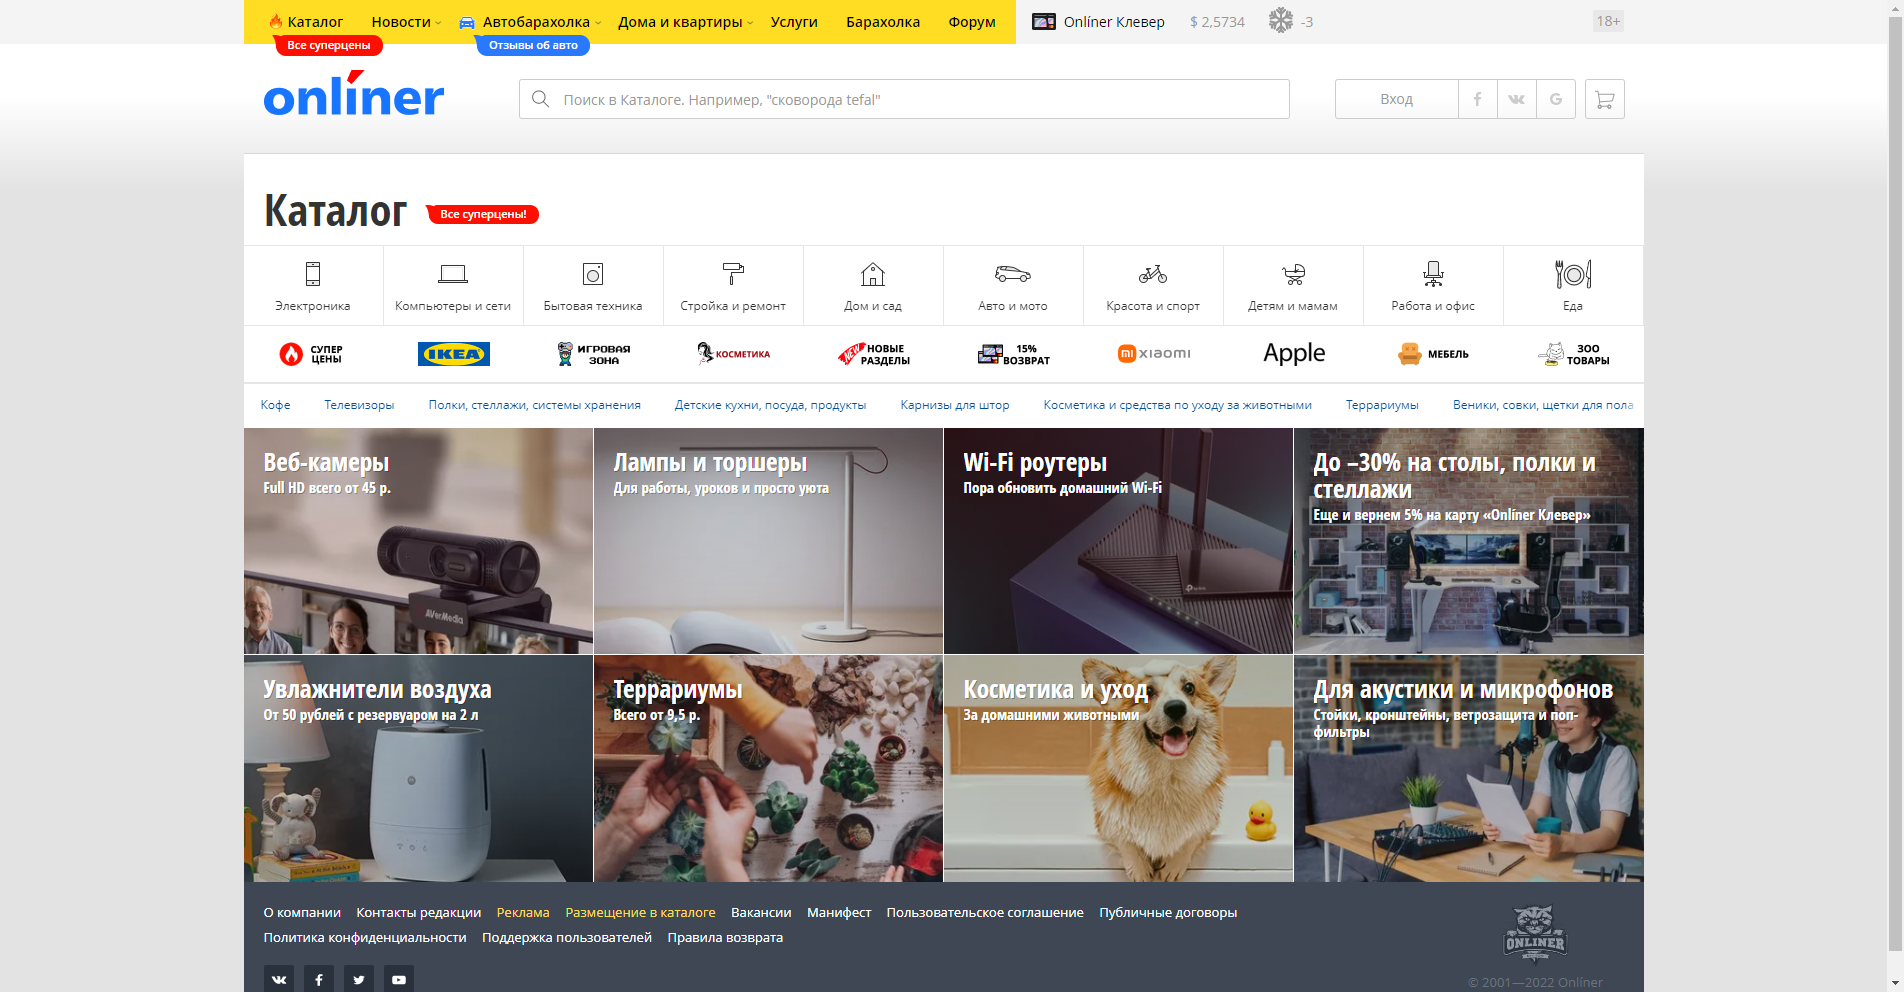 Каталог Новости Автобарахолка Дома и квартиры Услуги Барахолка Форум Onlíner Клевер $ 2,5734 -3 18+
Все суперцены Отзывы об авто
onlíner
Поиск в Каталоге. Например, "сковорода tefal"
Вход
Каталог
Все суперцены!
Электроника Компьютеры и сети Бытовая техника Стройка и ремонт Дом и сад Авто и мото Красота и спорт Детям и мамам Работа и офис Еда
СУПЕР ЦЕНЫ
IKEA
ИГРОВАЯ ЗОНА
КОСМЕТИКА
NEW НОВЫЕ РАЗДЕЛЫ
15% ВОЗВРАТ
mi xiaomi
Apple
МЕБЕЛЬ
ЗОО ТОВАРЫ
Кофе Телевизоры Полки, стеллажи, системы хранения Детские кухни, посуда, продукты Карнизы для штор Косметика и средства по уходу за животными Террариумы Веники, совки, щетки для пола
Веб-камеры
Full HD всего от 45 р.
AVerMedia
Лампы и торшеры
Для работы, уроков и просто уюта
Wi-Fi роутеры
Пора обновить домашний Wi-Fi
До –30% на столы, полки и
стеллажи
Еще и вернем 5% на карту «Onlíner Клевер»
Увлажнители воздуха
От 50 рублей с резервуаром на 2 л
Террариумы
Всего от 9,5 р.
Косметика и уход
За домашними животными
Для акустики и микрофонов
Стойки, кронштейны, ветрозащита и поп-
фильтры
О компании Контакты редакции Реклама Размещение в каталоге Вакансии Манифест Пользовательское соглашение Публичные договоры
Политика конфиденциальности Поддержка пользователей Правила возврата
ONLINER
© 2001—2022 Onlíner